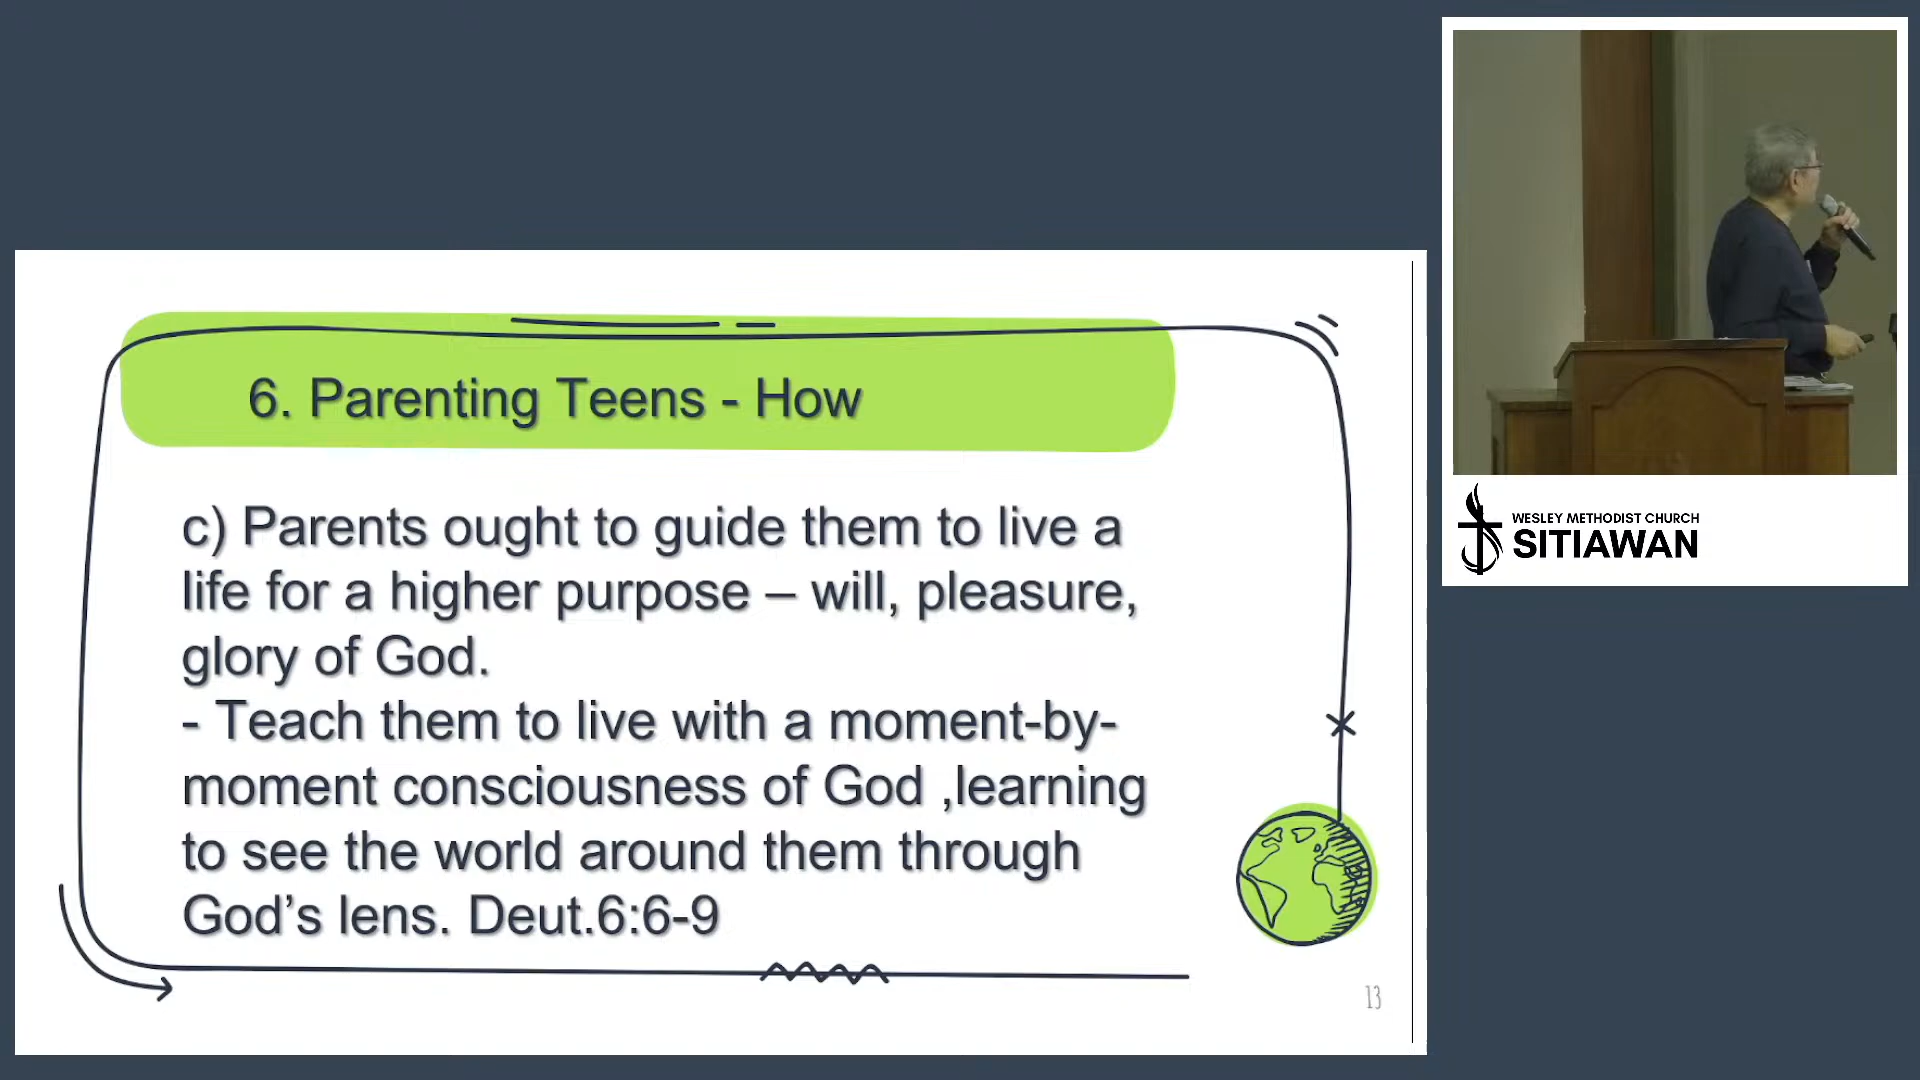 6. Parenting Teens - How
c) Parents ought to guide them to live a
life for a higher purpose – will, pleasure,
glory of God.
- Teach them to live with a moment-by-
moment consciousness of God ,learning
to see the world around them through
God’s lens. Deut.6:6-9
13
WESLEY METHODIST CHURCH
SITIAWAN